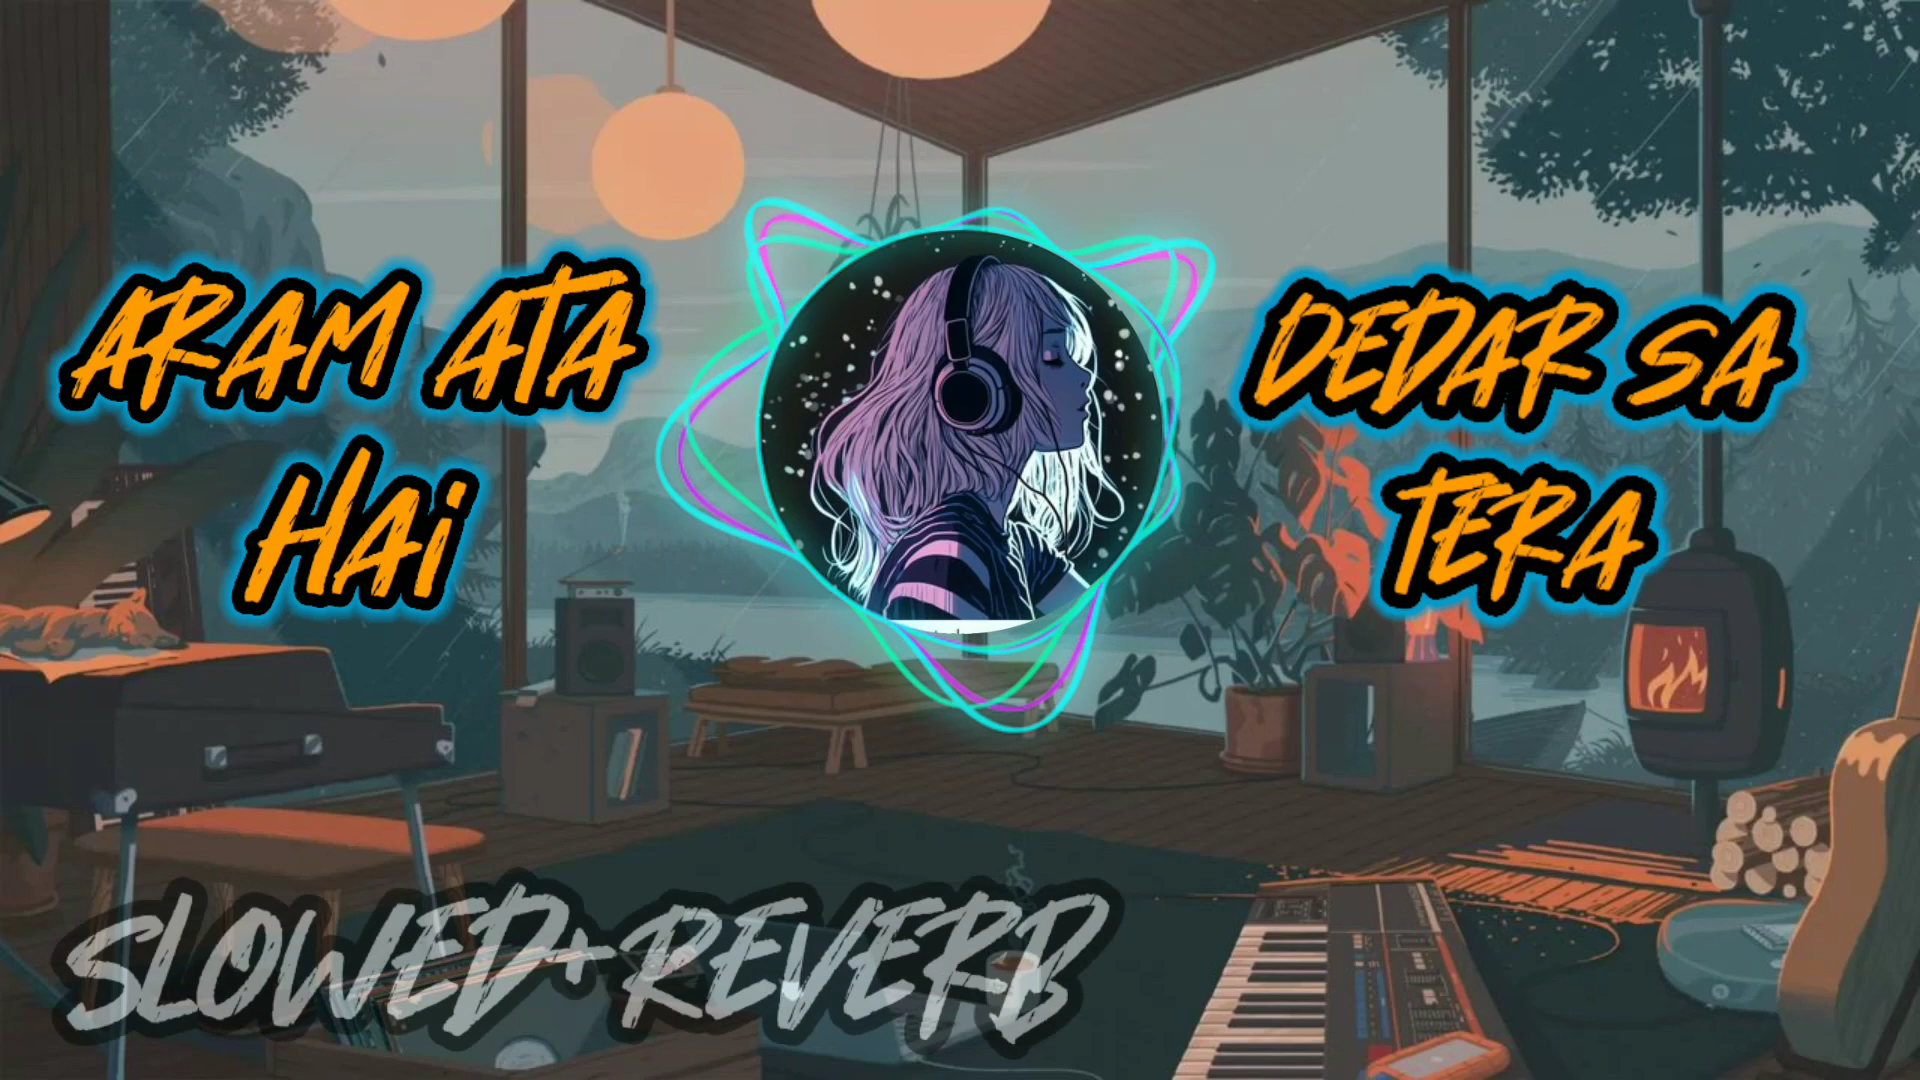 ARAM ATA
HAi
DEDAR SA
TERA
SLOWED+REVERB